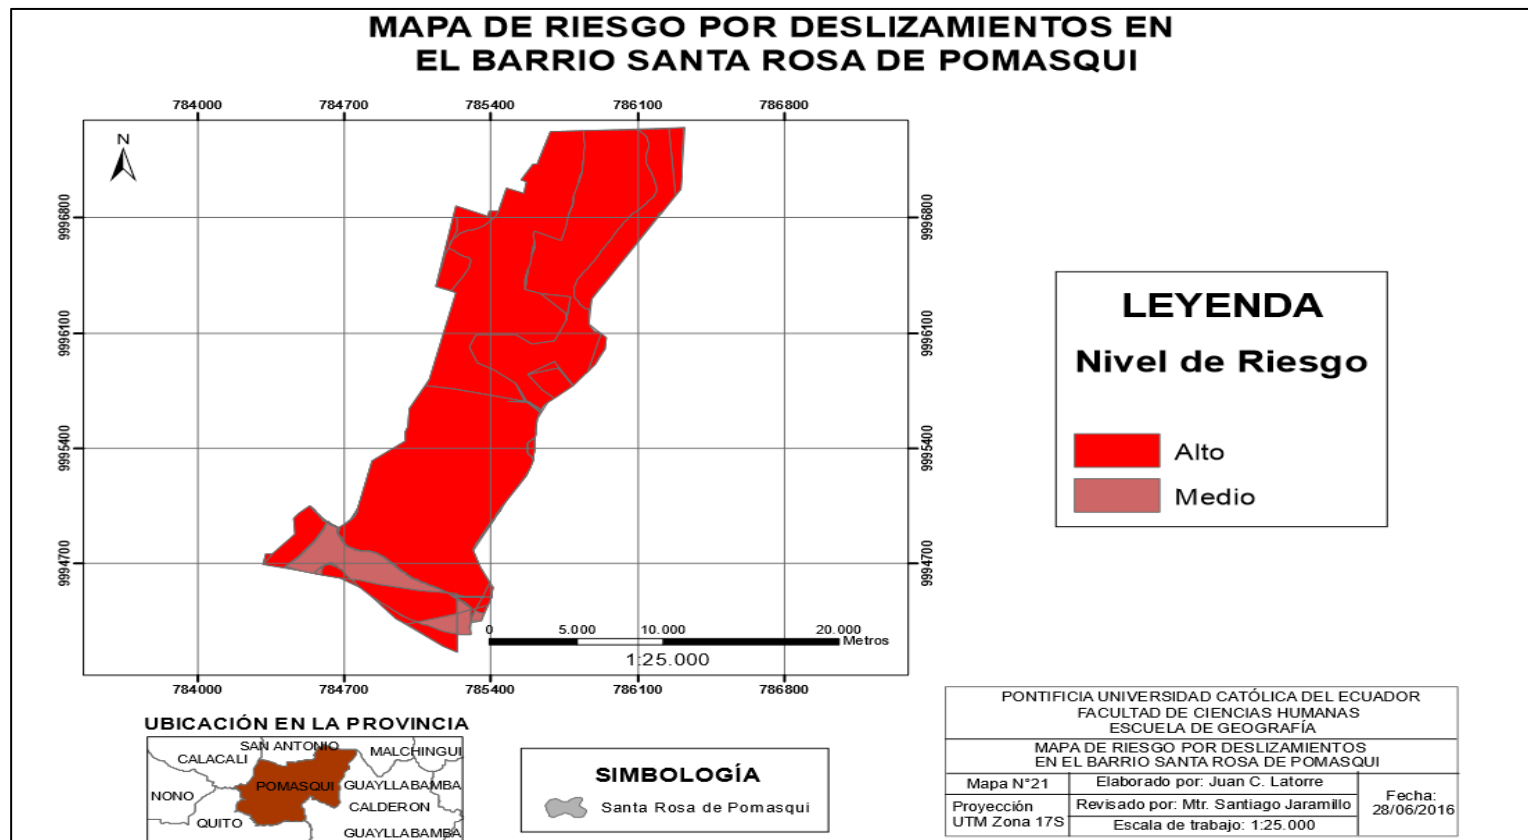 MAPA DE RIESGO POR DESLIZAMIENTOS EN
EL BARRIO SANTA ROSA DE POMASQUI
784000 784700 785400 786100 786800
N
9996800 9996800
9996100 9996100
9995400 9995400
9994700 9994700
LEYENDA
Nivel de Riesgo
Alto
Medio
0 5.000 10.000 20.000
Metros
1:25.000
784000 784700 785400 786100 786800
UBICACIÓN EN LA PROVINCIA
SAN ANTONIO
MALCHINGUI
CALACALI
POMASQUI
GUAYLLABAMBA
NONO
CALDERON
QUITO
GUAYLLABAMBA
SIMBOLOGÍA
Santa Rosa de Pomasqui
PONTIFICIA UNIVERSIDAD CATÓLICA DEL ECUADOR
FACULTAD DE CIENCIAS HUMANAS
ESCUELA DE GEOGRAFÍA
MAPA DE RIESGO POR DESLIZAMIENTOS
EN EL BARRIO SANTA ROSA DE POMASQUI
Mapa N°21
Elaborado por: Juan C. Latorre
Proyección
UTM Zona 17S
Revisado por: Mtr. Santiago Jaramillo
Escala de trabajo: 1:25.000
Fecha:
28/06/2016